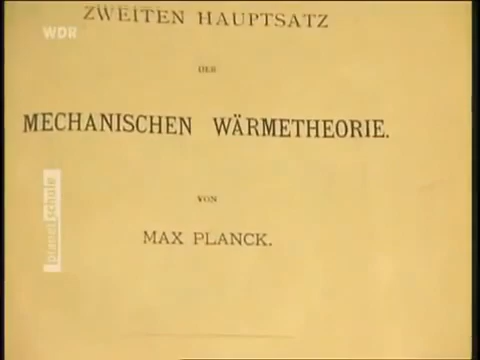 WDR
ZWEITEN HAUPTSATZ
DER
MECHANISCHEN WÄRMETHEORIE.
VON
MAX PLANCK.
planet schule